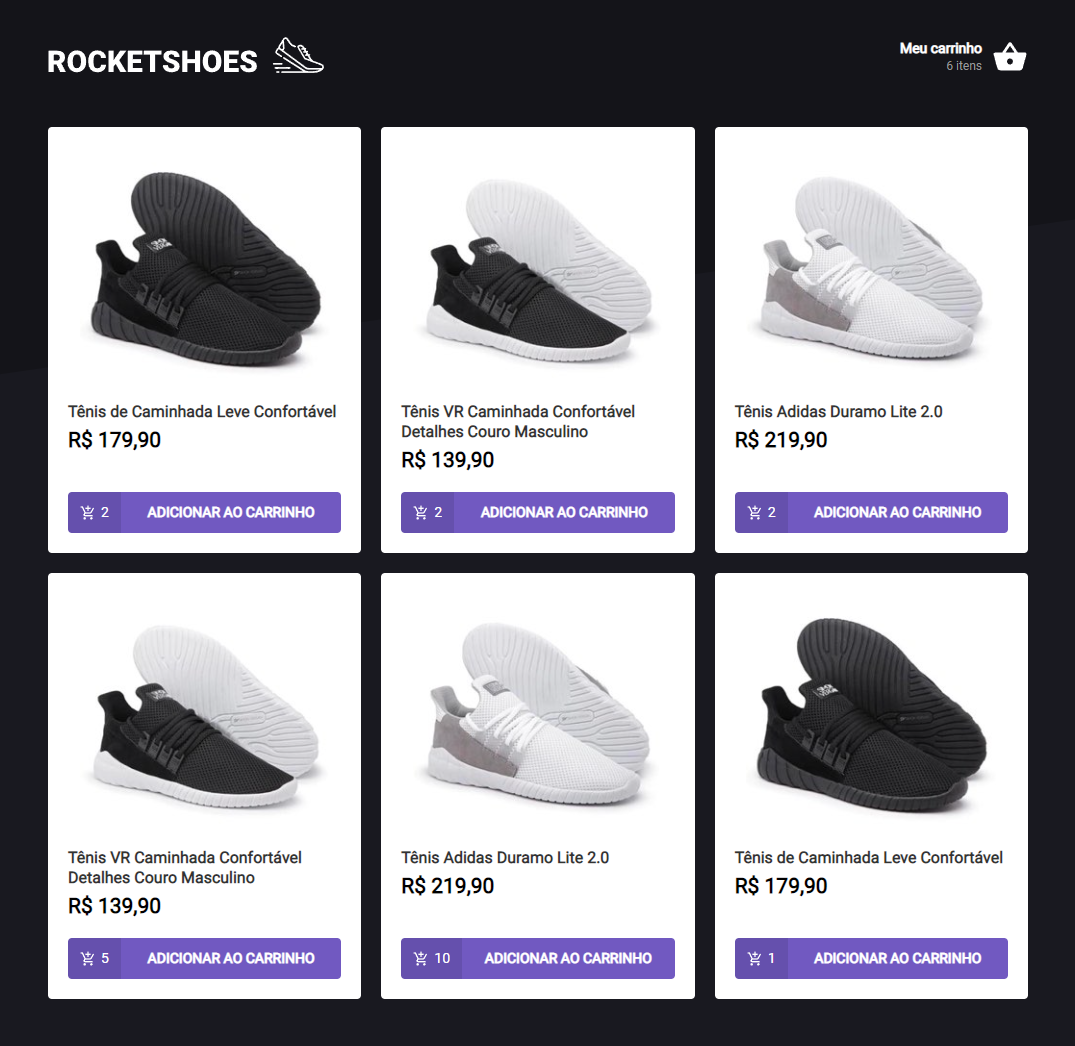 ROCKETSHOES
Meu carrinho
6 itens
Tênis de Caminhada Leve Confortável
R$ 179,90
2 ADICIONAR AO CARRINHO
Tênis VR Caminhada Confortável
Detalhes Couro Masculino
R$ 139,90
2 ADICIONAR AO CARRINHO
Tênis Adidas Duramo Lite 2.0
R$ 219,90
2 ADICIONAR AO CARRINHO
Tênis VR Caminhada Confortável
Detalhes Couro Masculino
R$ 139,90
5 ADICIONAR AO CARRINHO
Tênis Adidas Duramo Lite 2.0
R$ 219,90
10 ADICIONAR AO CARRINHO
Tênis de Caminhada Leve Confortável
R$ 179,90
1 ADICIONAR AO CARRINHO